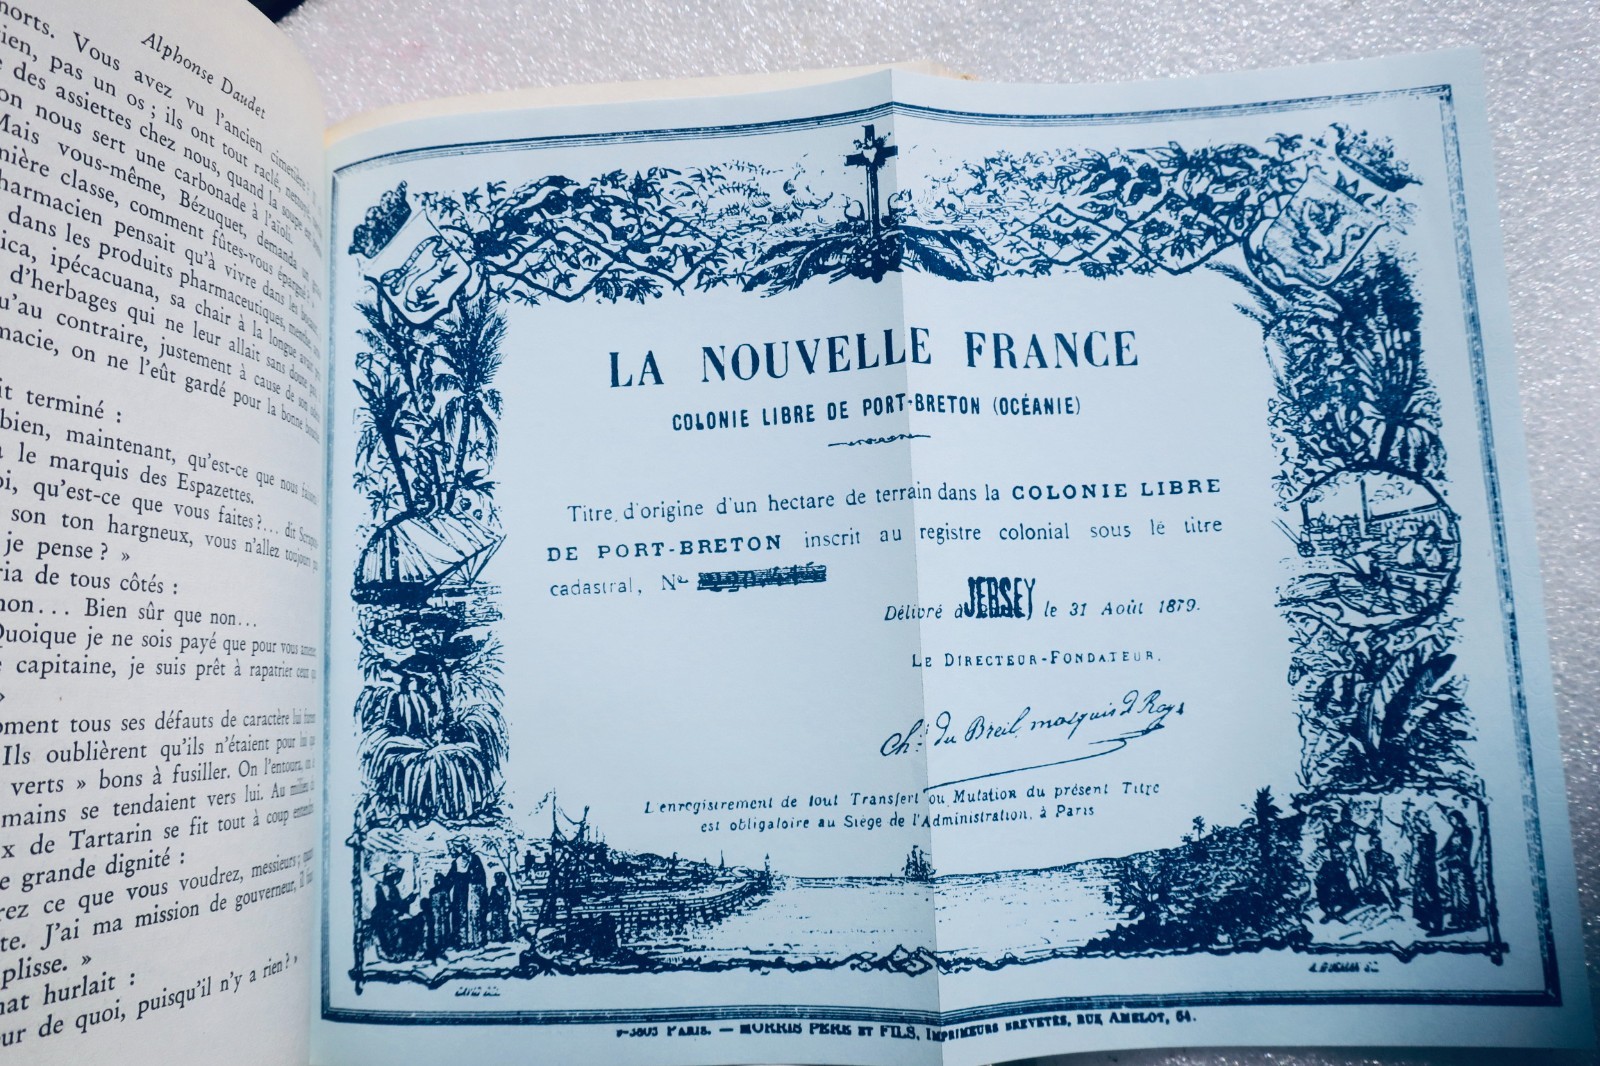 Alphonse Daudet
morts. Vous avez vu l'ancien cimetière ?
ien, pas un os ; ils ont tout raclé,
des assiettes chez nous, quand la soupe
on nous sert une carbonade à l'aïoli.
Mais vous-même, Bézuquet, demanda un
classe, comment fûtes-vous épargné ?
pharmacien pensait qu'à vivre dans les
dans les produits pharmaceutiques,
ica, ipécacuana, sa chair à la longue avait
d'herbages qui ne leur allait sans doute
qu'au contraire, justement à cause de son
macie, on ne l'eût gardé pour la bonne
it terminé :
bien, maintenant, qu'est-ce que nous
le marquis des Espazettes.
oi, qu'est-ce que vous faites ?... dit
son ton hargneux, vous n'allez toujours pas
je pense ? »
ria de tous côtés :
non... Bien sûr que non...
Quoique je ne sois payé que pour vous
capitaine, je suis prêt à rapatrier ceux
»
oment tous ses défauts de caractère lui
Ils oublièrent qu'ils n'étaient pour lui
verts » bons à fusiller. On l'entoura,
mains se tendaient vers lui. Au milieu
x de Tartarin se fit tout à coup
e grande dignité :
rez ce que vous voudrez, messieurs ;
te. J'ai ma mission de gouverneur, il
plisse. »
nat hurlait :
ur de quoi, puisqu'il n'y a rien ? »
LA NOUVELLE FRANCE
COLONIE LIBRE DE PORT-BRETON (OCÉANIE)
Titre d'origine d'un hectare de terrain dans la COLONIE LIBRE
DE PORT-BRETON inscrit au registre colonial sous le titre
cadastral, No
Délivré à JERSEY le 31 Août 1879.
LE DIRECTEUR-FONDATEUR,
Ch. du Breil, marquis de Rays
L'enregistrement de tout Transfert ou Mutation du présent Titre
est obligatoire au Siège de l'Administration, à Paris
PARIS. — MORRIS PÈRE ET FILS, IMPRIMEURS BREVETÉS, RUE AMELOT, 64.